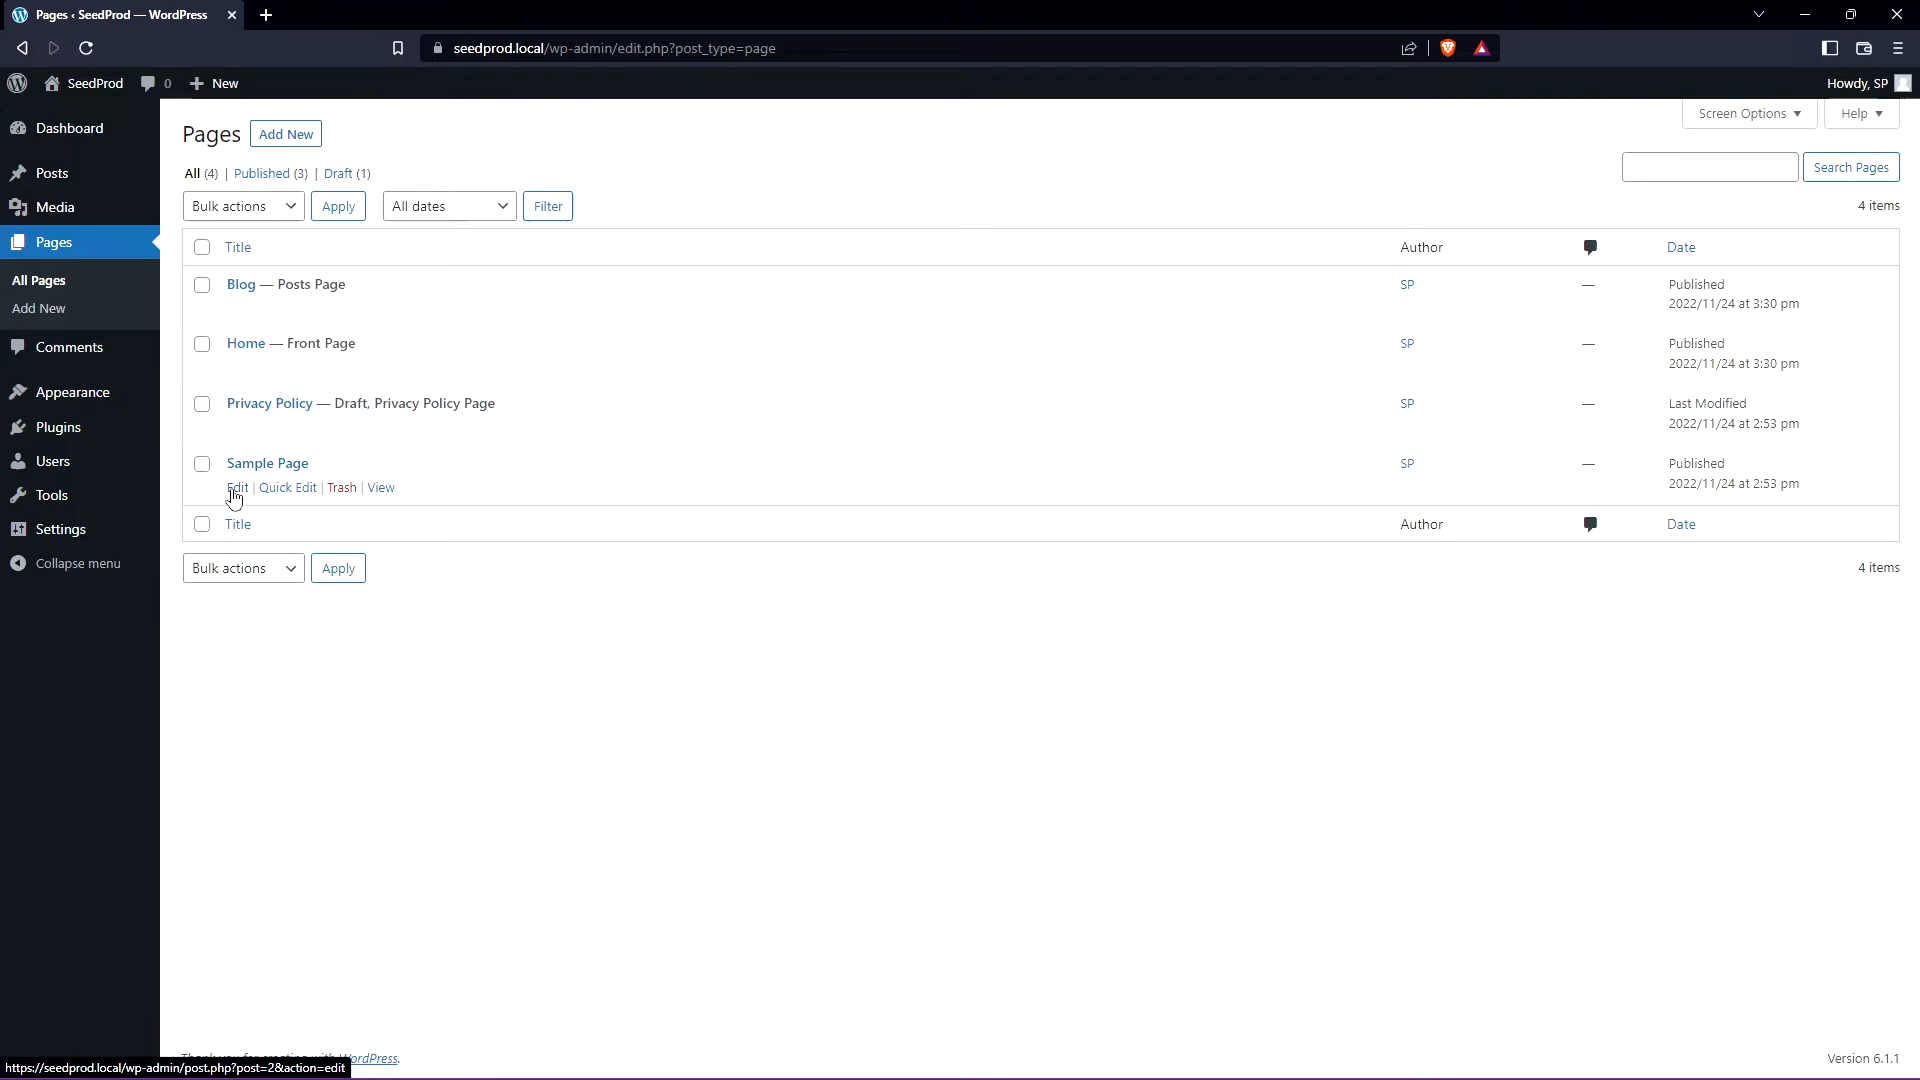 Pages ‹ SeedProd — WordPress
seedprod.local/wp-admin/edit.php?post_type=page
SeedProd 0 New Howdy, SP
Dashboard
Posts
Media
Pages
All Pages
Add New
Comments
Appearance
Plugins
Users
Tools
Settings
Collapse menu
Screen Options Help
Pages Add New
All (4) | Published (3) | Draft (1)
Search Pages
Bulk actions Apply All dates Filter 4 items
Title Author Date
Blog — Posts Page SP — Published
2022/11/24 at 3:30 pm
Home — Front Page SP — Published
2022/11/24 at 3:30 pm
Privacy Policy — Draft, Privacy Policy Page SP — Last Modified
2022/11/24 at 2:53 pm
Sample Page SP — Published
Edit | Quick Edit | Trash | View 2022/11/24 at 2:53 pm
Title Author Date
Bulk actions Apply 4 items
WordPress. Version 6.1.1
https://seedprod.local/wp-admin/post.php?post=2&action=edit